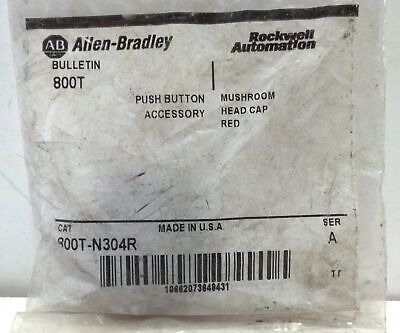 AB Allen-Bradley
Rockwell Automation
BULLETIN
800T
PUSH BUTTON ACCESSORY
MUSHROOM HEAD CAP RED
CAT
MADE IN U.S.A.
SER
800T-N304R
A